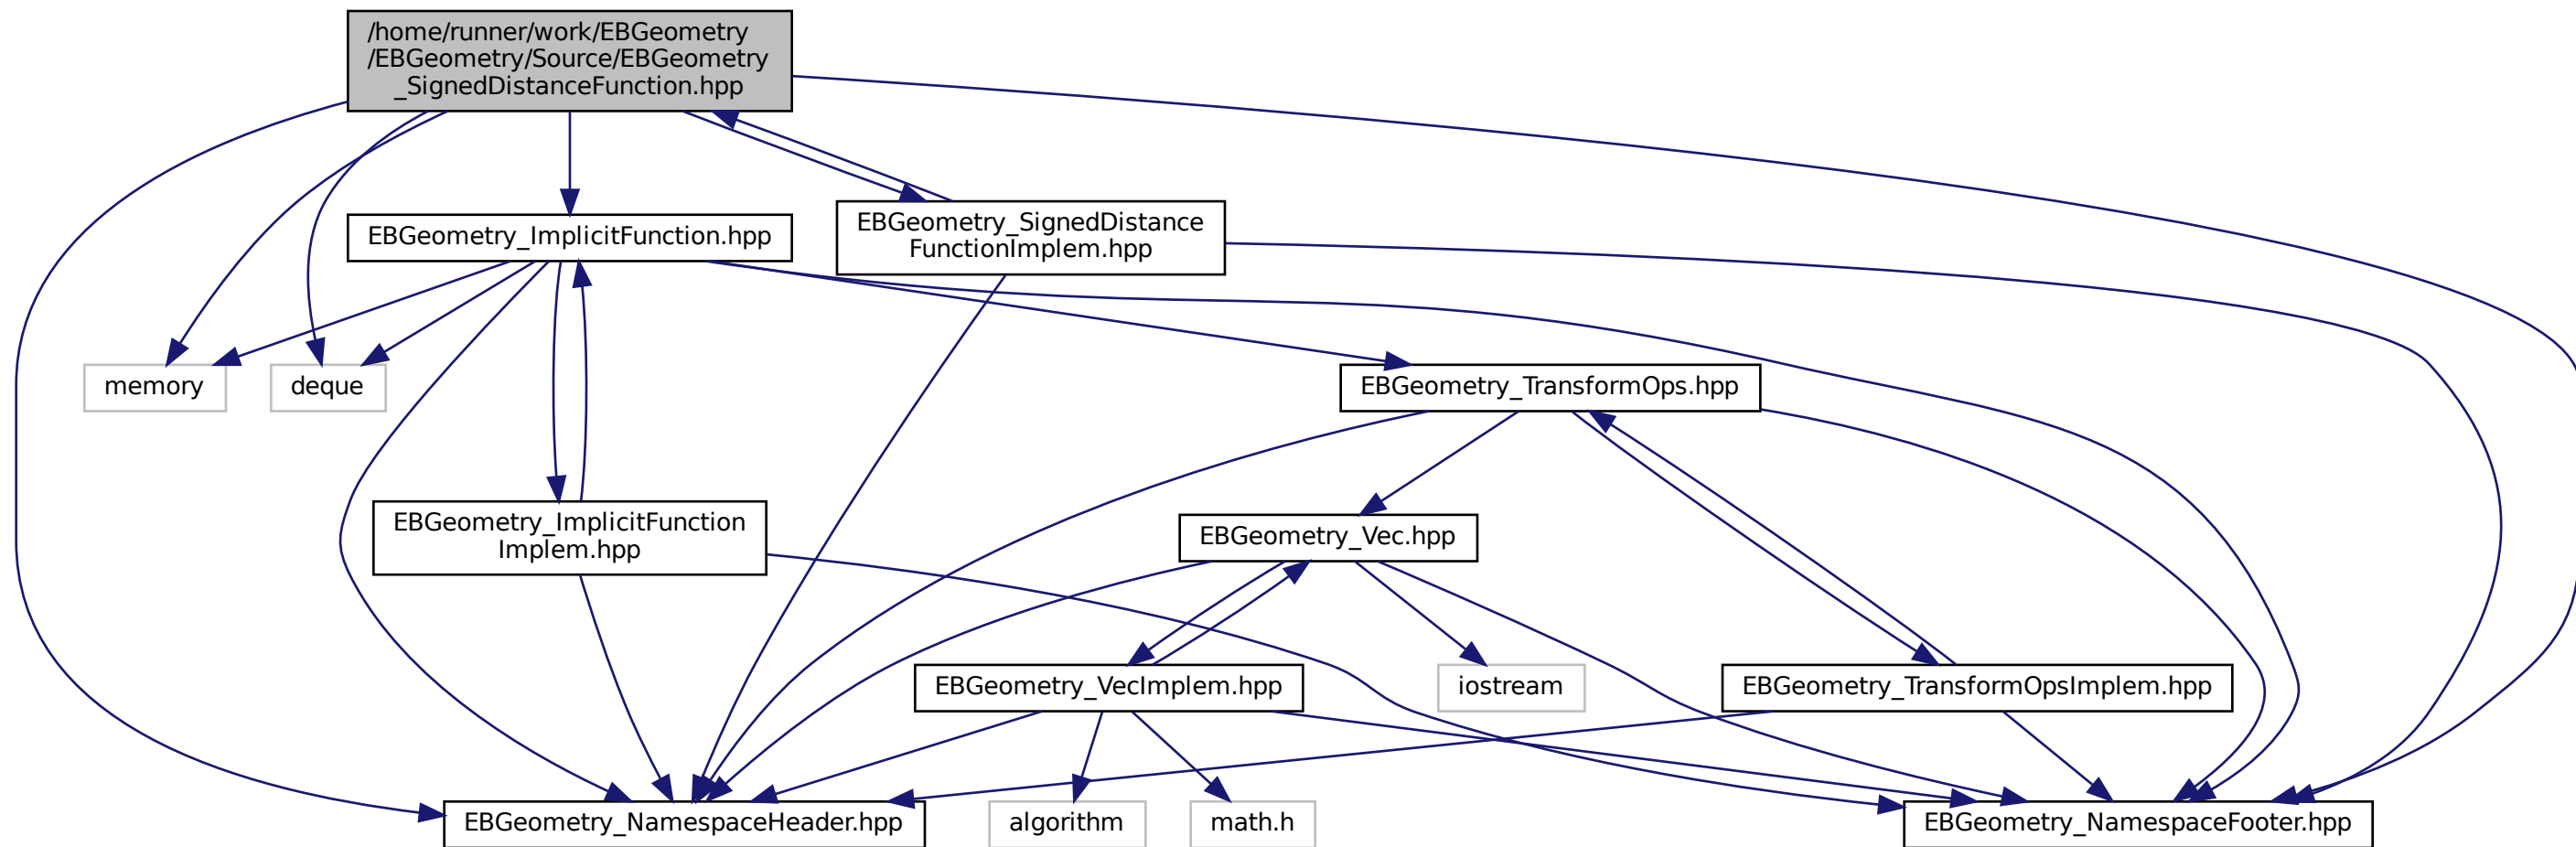 /home/runner/work/EBGeometry
/EBGeometry/Source/EBGeometry
_SignedDistanceFunction.hpp
EBGeometry_ImplicitFunction.hpp
EBGeometry_SignedDistance
FunctionImplem.hpp
memory
deque
EBGeometry_TransformOps.hpp
EBGeometry_ImplicitFunction
Implem.hpp
EBGeometry_Vec.hpp
EBGeometry_VecImplem.hpp
iostream
EBGeometry_TransformOpsImplem.hpp
EBGeometry_NamespaceHeader.hpp
algorithm
math.h
EBGeometry_NamespaceFooter.hpp